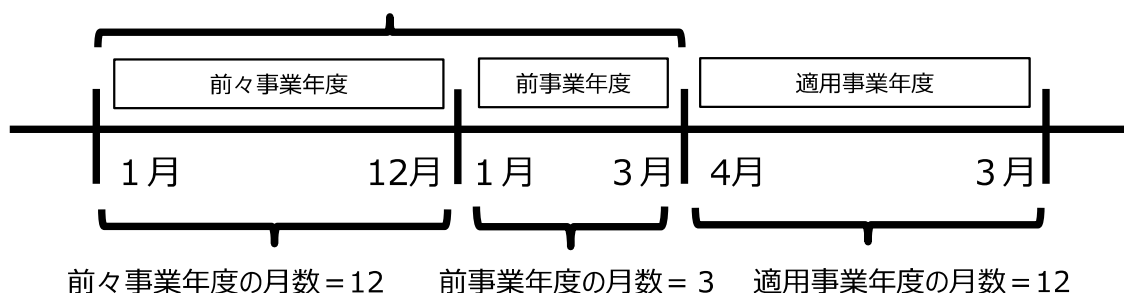 前々事業年度 前事業年度 適用事業年度
1月 12月 1月 3月 4月 3月
前々事業年度の月数=12 前事業年度の月数=3 適用事業年度の月数=12